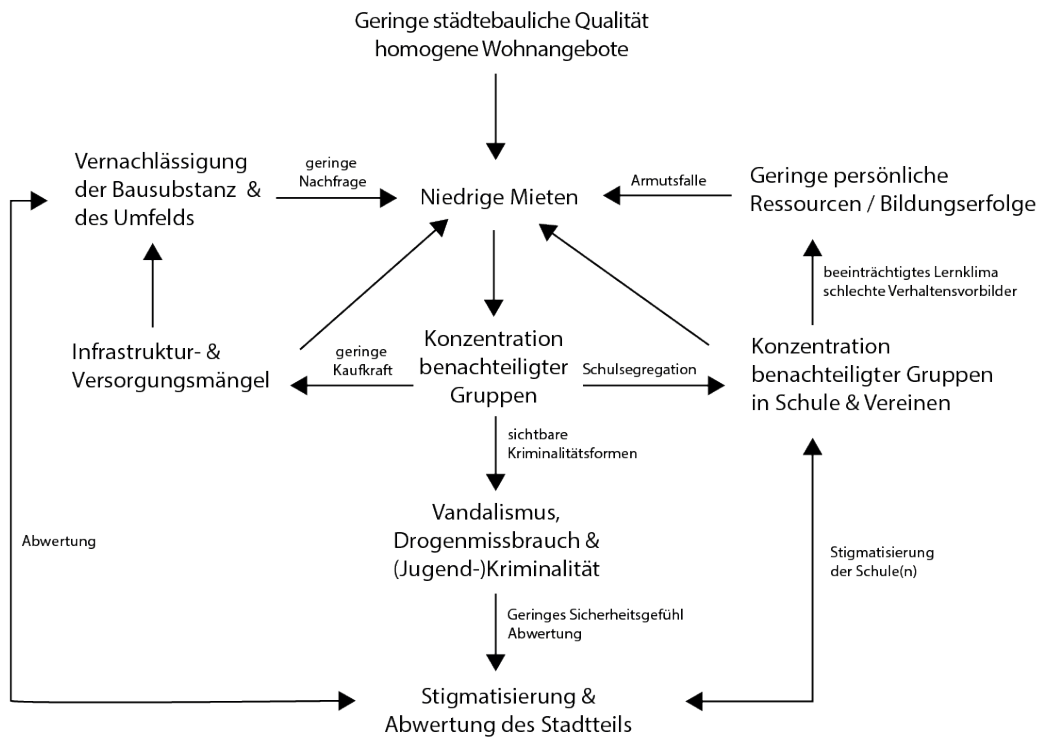 Geringe städtebauliche Qualität
homogene Wohnangebote
Vernachlässigung
der Bausubstanz &
des Umfelds
geringe
Nachfrage
Niedrige Mieten
Armutsfalle
Geringe persönliche
Ressourcen / Bildungserfolge
beeinträchtigtes Lernklima
schlechte Verhaltensvorbilder
Infrastruktur- &
Versorgungsmängel
geringe
Kaufkraft
Konzentration
benachteiligter
Gruppen
Schulsegregation
Konzentration
benachteiligter Gruppen
in Schule & Vereinen
sichtbare
Kriminalitätsformen
Vandalismus,
Drogenmissbrauch &
(Jugend-)Kriminalität
Abwertung
Stigmatisierung
der Schule(n)
Geringes Sicherheitsgefühl
Abwertung
Stigmatisierung &
Abwertung des Stadtteils